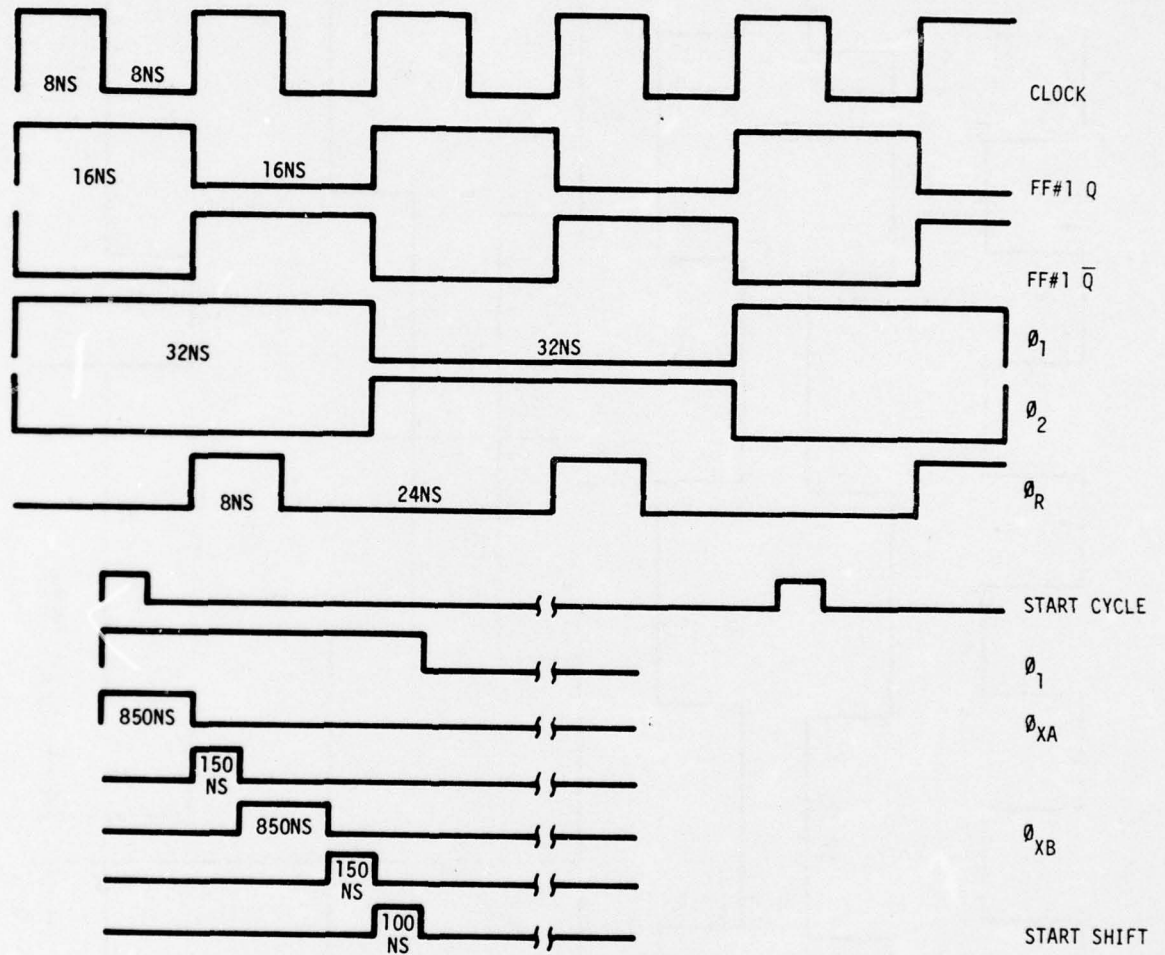 8NS 8NS
CLOCK
16NS 16NS
FF#1 Q
FF#1 Q̅
32NS 32NS
Ø1
Ø2
8NS 24NS
ØR
START CYCLE
Ø1
850NS
ØXA
150
NS
850NS
ØXB
150
NS
100
NS
START SHIFT